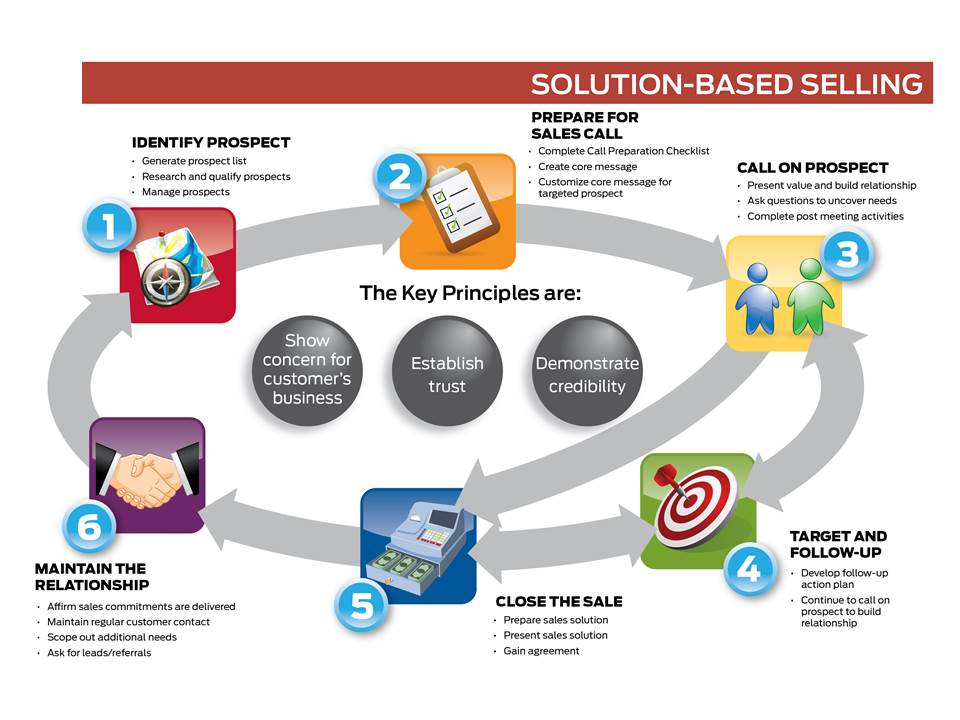 SOLUTION-BASED SELLING
1
IDENTIFY PROSPECT
• Generate prospect list
• Research and qualify prospects
• Manage prospects
2
PREPARE FOR
SALES CALL
• Complete Call Preparation Checklist
• Create core message
• Customize core message for
targeted prospect
3
CALL ON PROSPECT
• Present value and build relationship
• Ask questions to uncover needs
• Complete post meeting activities
The Key Principles are:
Show
concern for
customer's
business
Establish
trust
Demonstrate
credibility
4
TARGET AND
FOLLOW-UP
• Develop follow-up
action plan
• Continue to call on
prospect to build
relationship
5
CLOSE THE SALE
• Prepare sales solution
• Present sales solution
• Gain agreement
6
MAINTAIN THE
RELATIONSHIP
• Affirm sales commitments are delivered
• Maintain regular customer contact
• Scope out additional needs
• Ask for leads/referrals